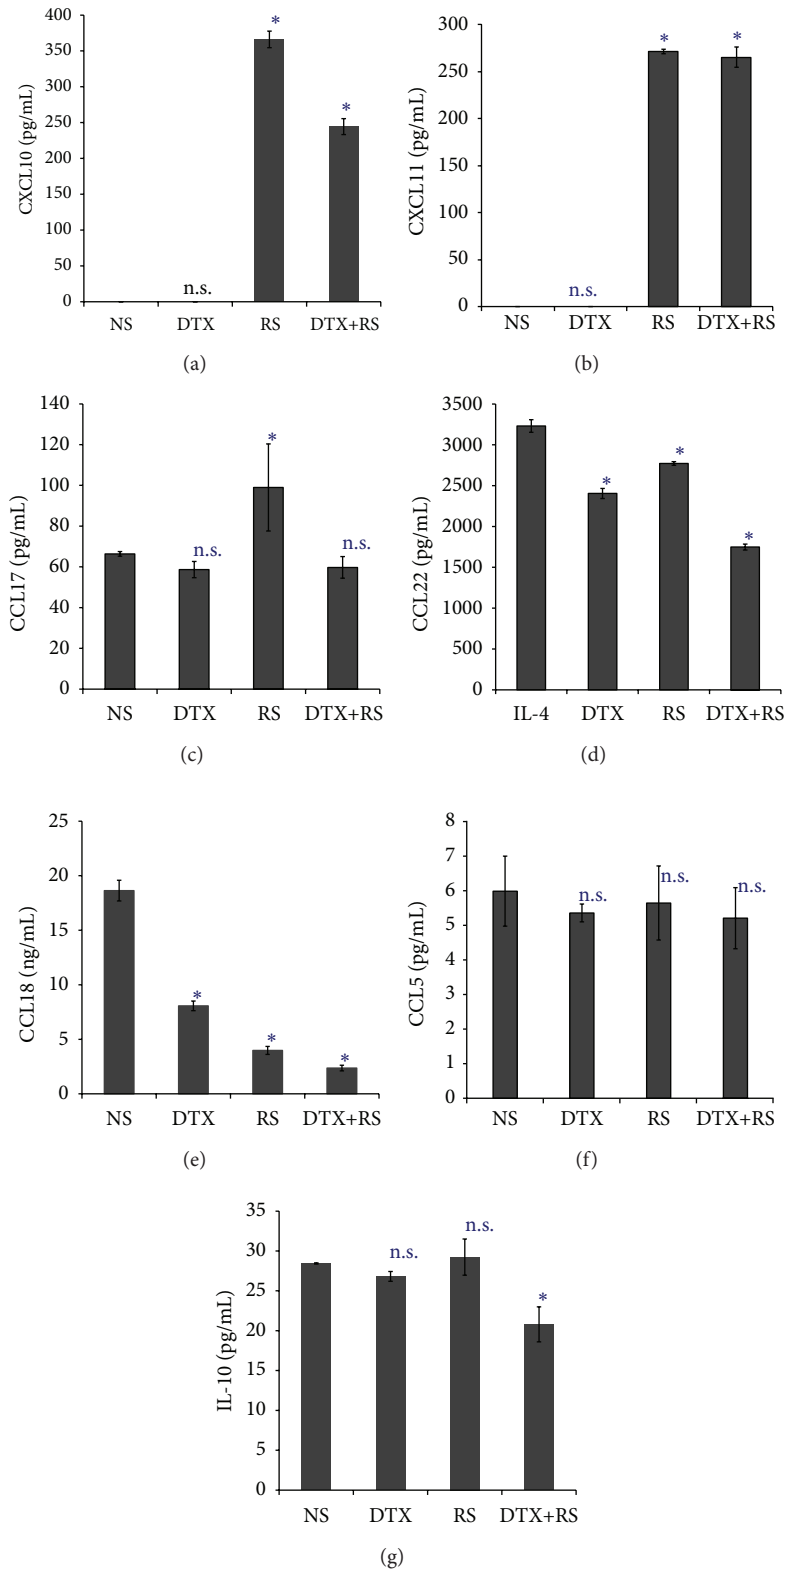 400
350
300
250
200
150
100
50
0
CXCL10 (pg/mL)
*
*
n.s.
NS DTX RS DTX+RS
(a)
300
250
200
150
100
50
0
CXCL11 (pg/mL)
*
*
n.s.
NS DTX RS DTX+RS
(b)
140
120
100
80
60
40
20
0
CCL17 (pg/mL)
n.s.
*
n.s.
NS DTX RS DTX+RS
(c)
3500
3000
2500
2000
1500
1000
500
0
CCL22 (pg/mL)
*
*
*
IL-4 DTX RS DTX+RS
(d)
25
20
15
10
5
0
CCL18 (ng/mL)
*
*
*
NS DTX RS DTX+RS
(e)
8
7
6
5
4
3
2
1
0
CCL5 (pg/mL)
n.s.
n.s.
n.s.
NS DTX RS DTX+RS
(f)
35
30
25
20
15
10
5
0
IL-10 (pg/mL)
n.s.
n.s.
*
NS DTX RS DTX+RS
(g)